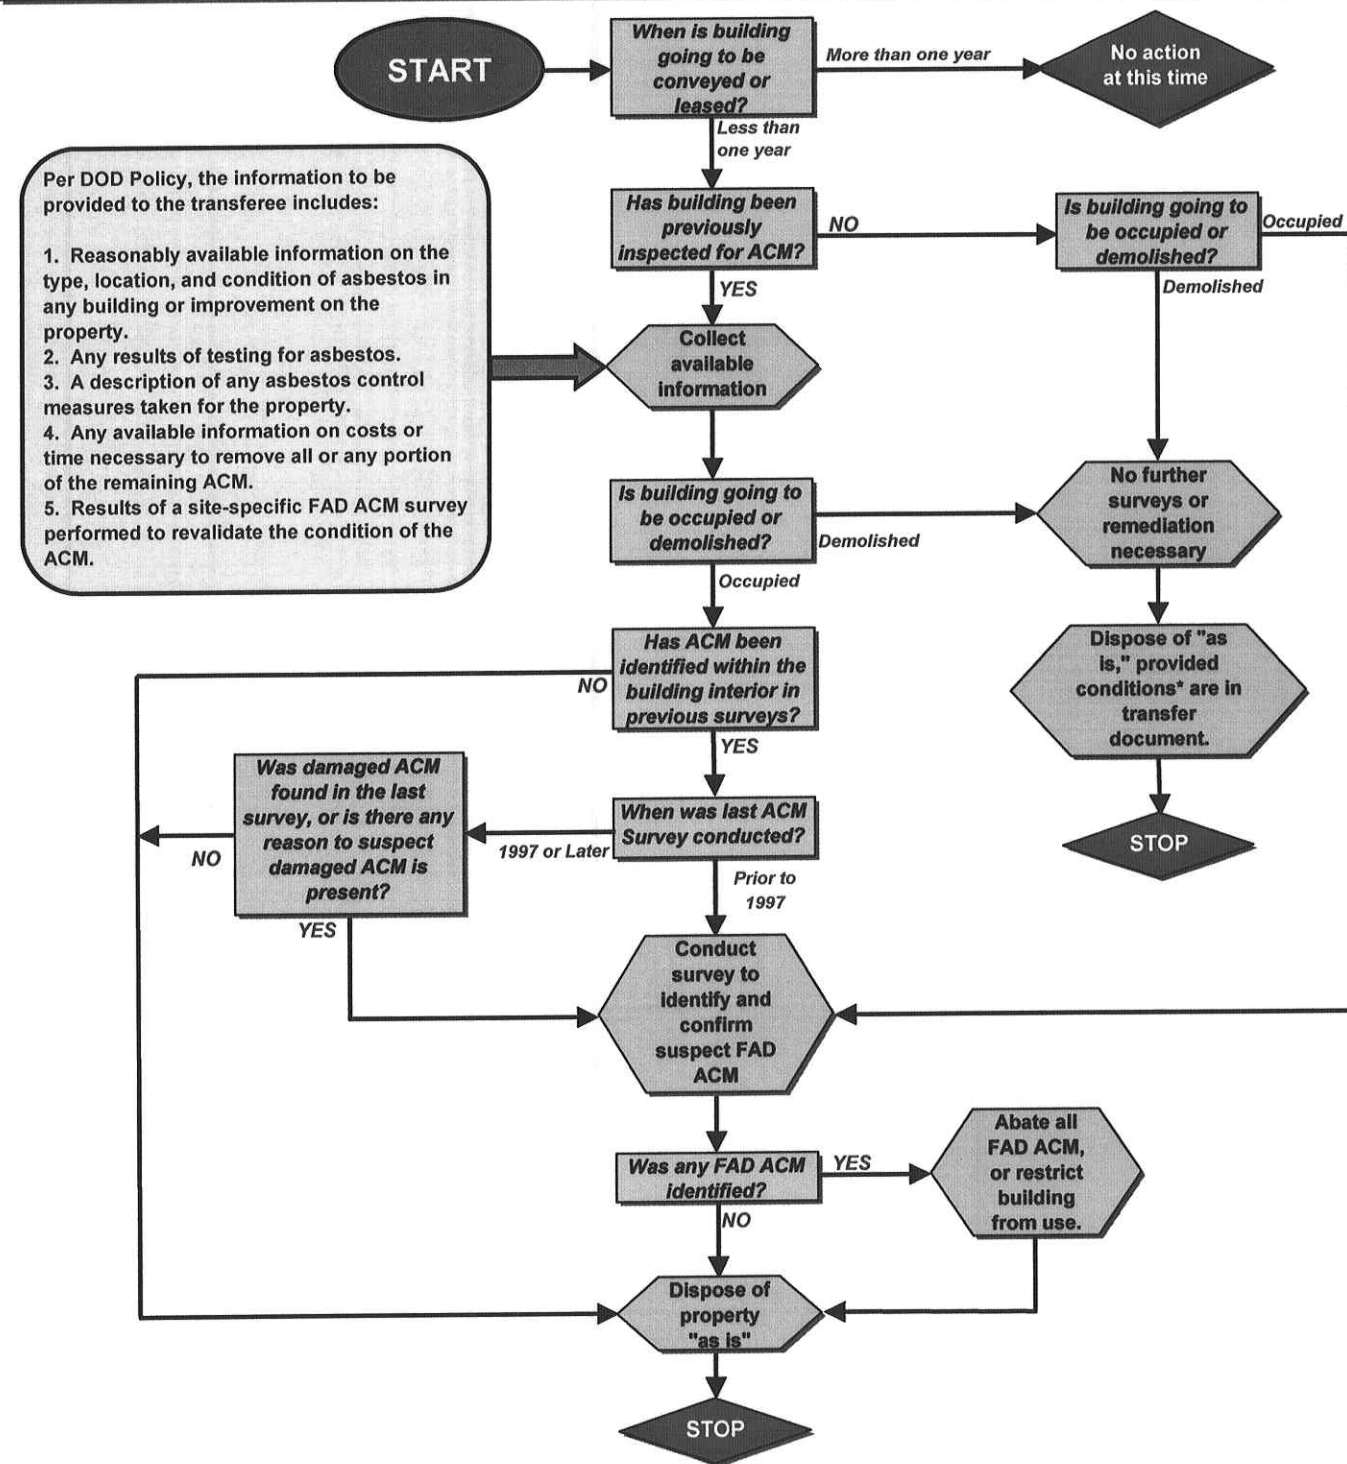 START
When is building
going to be
conveyed or
leased?
More than one year
No action
at this time
Less than
one year
Per DOD Policy, the information to be
provided to the transferee includes:
1. Reasonably available information on the
type, location, and condition of asbestos in
any building or improvement on the
property.
2. Any results of testing for asbestos.
3. A description of any asbestos control
measures taken for the property.
4. Any available information on costs or
time necessary to remove all or any portion
of the remaining ACM.
5. Results of a site-specific FAD ACM survey
performed to revalidate the condition of the
ACM.
Has building been
previously
inspected for ACM?
NO
Is building going to
be occupied or
demolished?
Occupied
YES
Demolished
Collect
available
information
Is building going to
be occupied or
demolished?
Demolished
No further
surveys or
remediation
necessary
Occupied
Has ACM been
identified within the
building interior in
previous surveys?
NO
Dispose of "as
is," provided
conditions* are in
transfer
document.
YES
Was damaged ACM
found in the last
survey, or is there any
reason to suspect
damaged ACM is
present?
When was last ACM
Survey conducted?
1997 or Later
NO
STOP
Prior to
1997
YES
Conduct
survey to
identify and
confirm
suspect FAD
ACM
Was any FAD ACM
identified?
YES
Abate all
FAD ACM,
or restrict
building
from use.
NO
Dispose of
property
"as is"
STOP